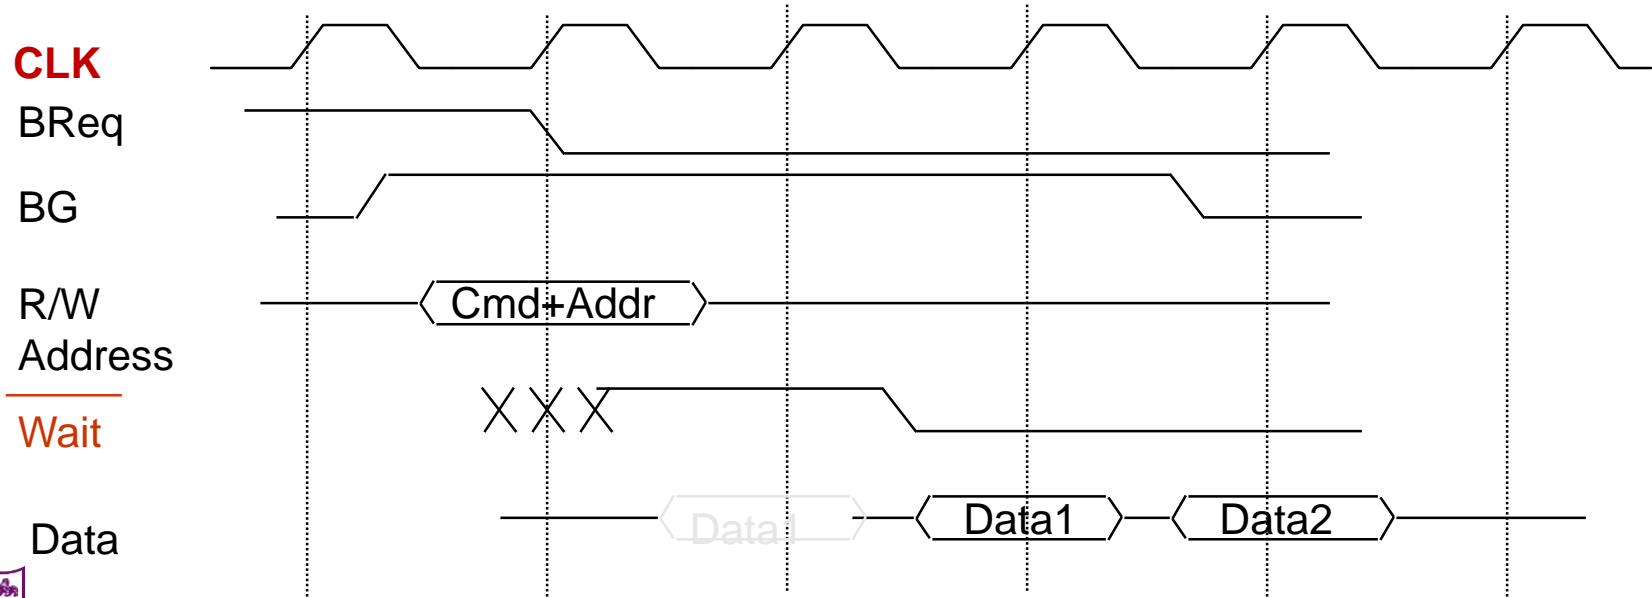 CLK
BReq
BG
R/W
Address
Cmd+Addr
Wait
Data
Data1
Data1
Data2